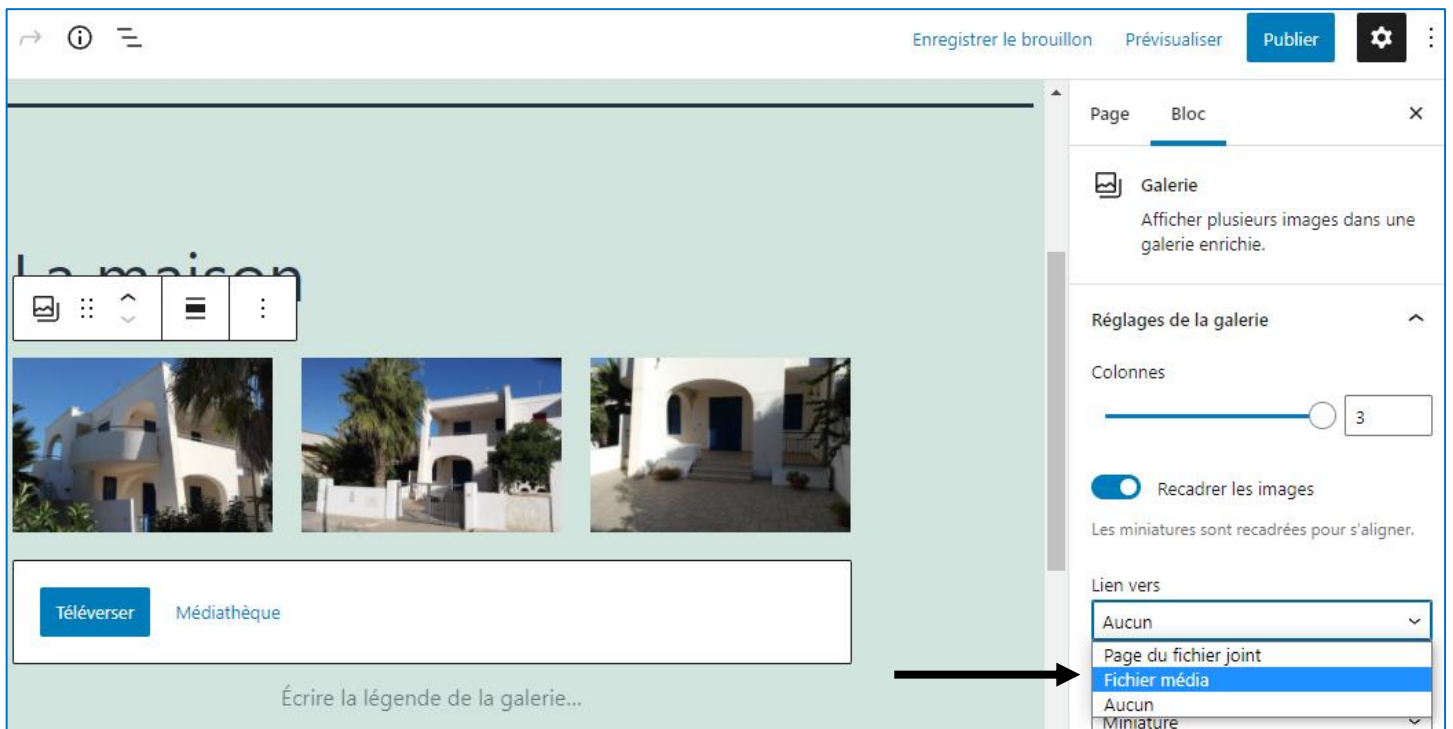 Enregistrer le brouillon Prévisualiser Publier
Page Bloc
Galerie
Afficher plusieurs images dans une
galerie enrichie.
La maison
Réglages de la galerie
Colonnes
3
Recadrer les images
Les miniatures sont recadrées pour s'aligner.
Lien vers
Aucun
Téléverser Médiathèque
Page du fichier joint
Fichier média
Aucun
Miniature
Écrire la légende de la galerie...